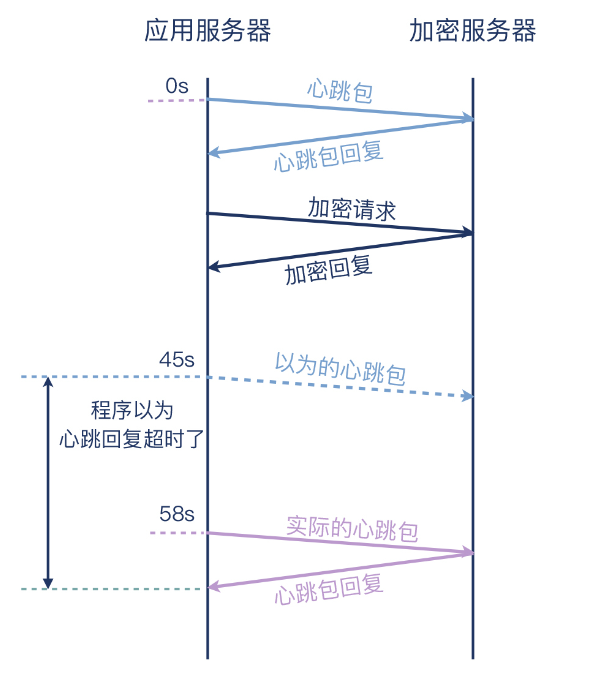 应用服务器
加密服务器
0s
心跳包
心跳包回复
加密请求
加密回复
45s
以为的心跳包
程序以为
心跳回复超时了
58s
实际的心跳包
心跳包回复